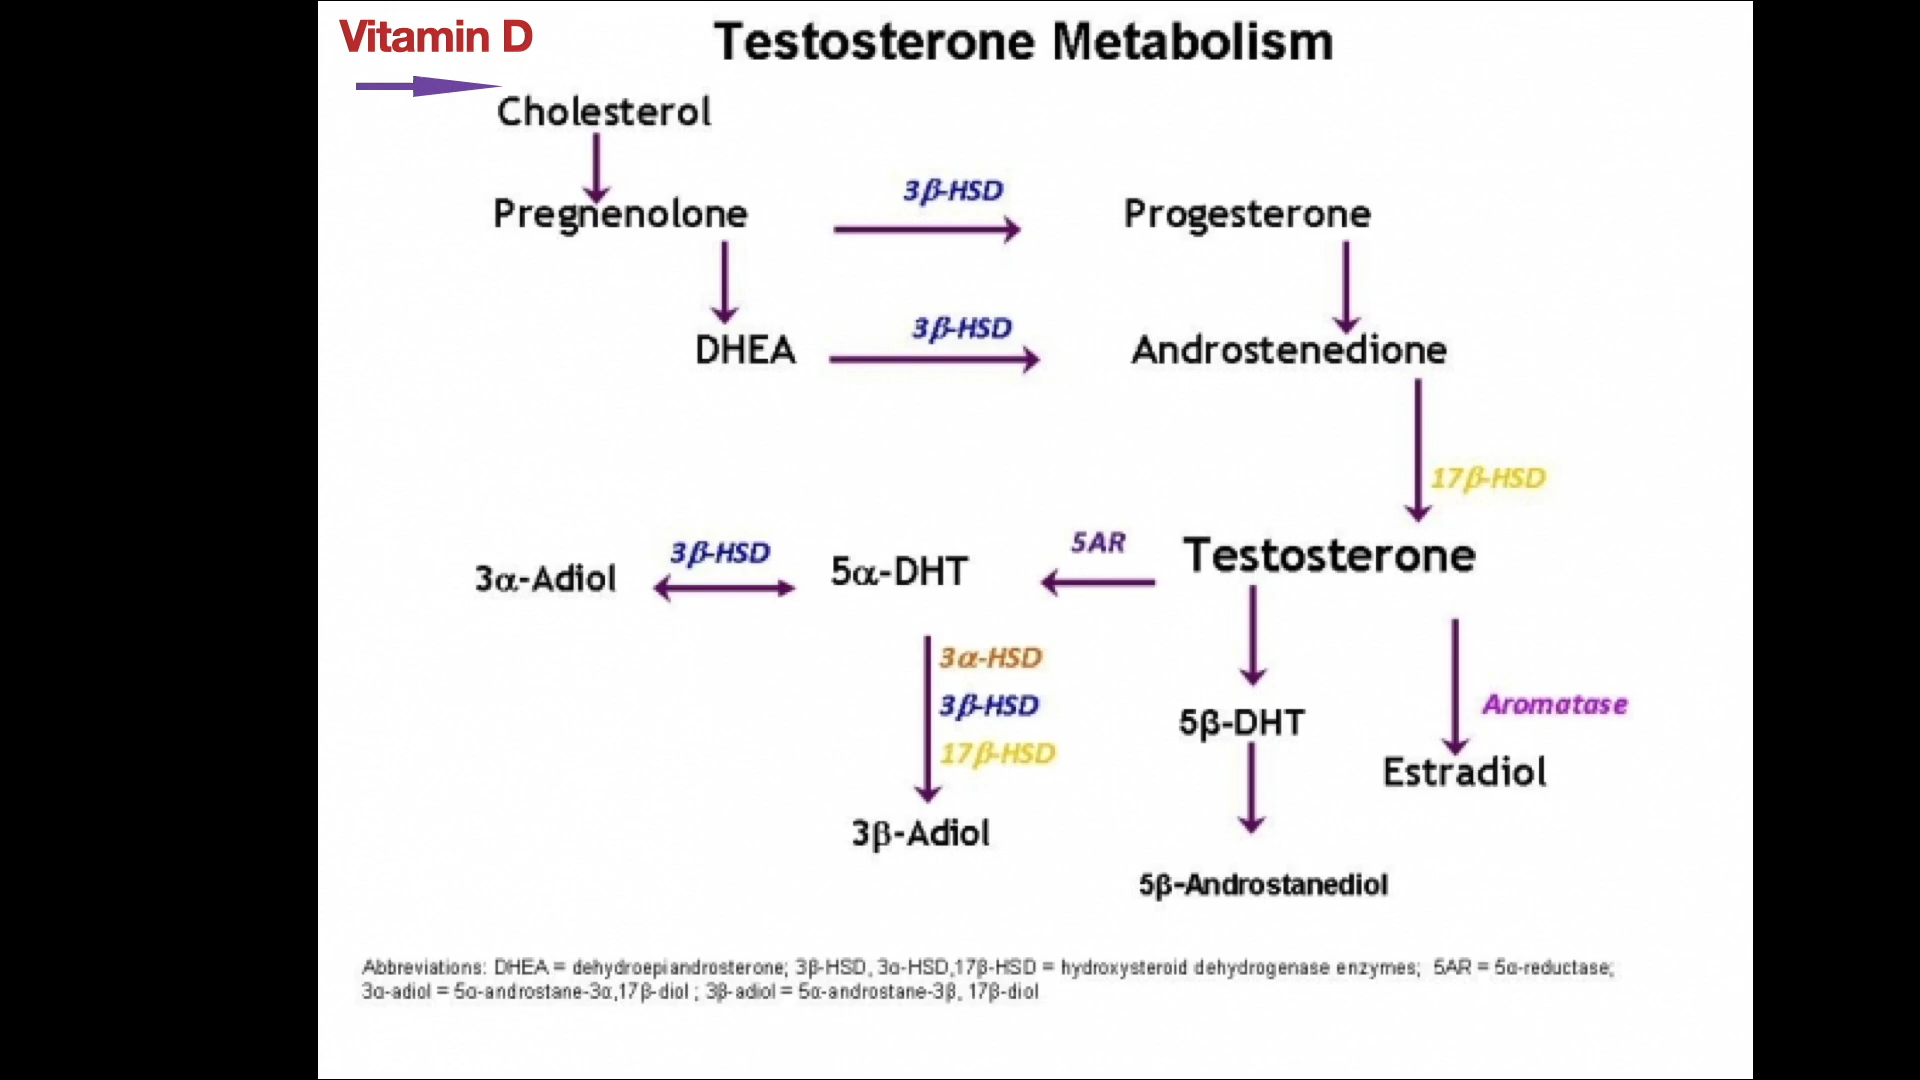 Vitamin D
Testosterone Metabolism
Cholesterol
3β-HSD
Pregnenolone
Progesterone
3β-HSD
DHEA
Androstenedione
17β-HSD
3β-HSD
5AR
Testosterone
3α-Adiol
5α-DHT
3α-HSD
3β-HSD
17β-HSD
5β-DHT
Aromatase
Estradiol
3β-Adiol
5β-Androstanediol
Abbreviations: DHEA = dehydroepiandrosterone; 3β-HSD, 3α-HSD,17β-HSD = hydroxysteroid dehydrogenase enzymes; 5AR = 5α-reductase;
3α-adiol = 5α-androstane-3α,17β-diol ; 3β-adiol = 5α-androstane-3β, 17β-diol